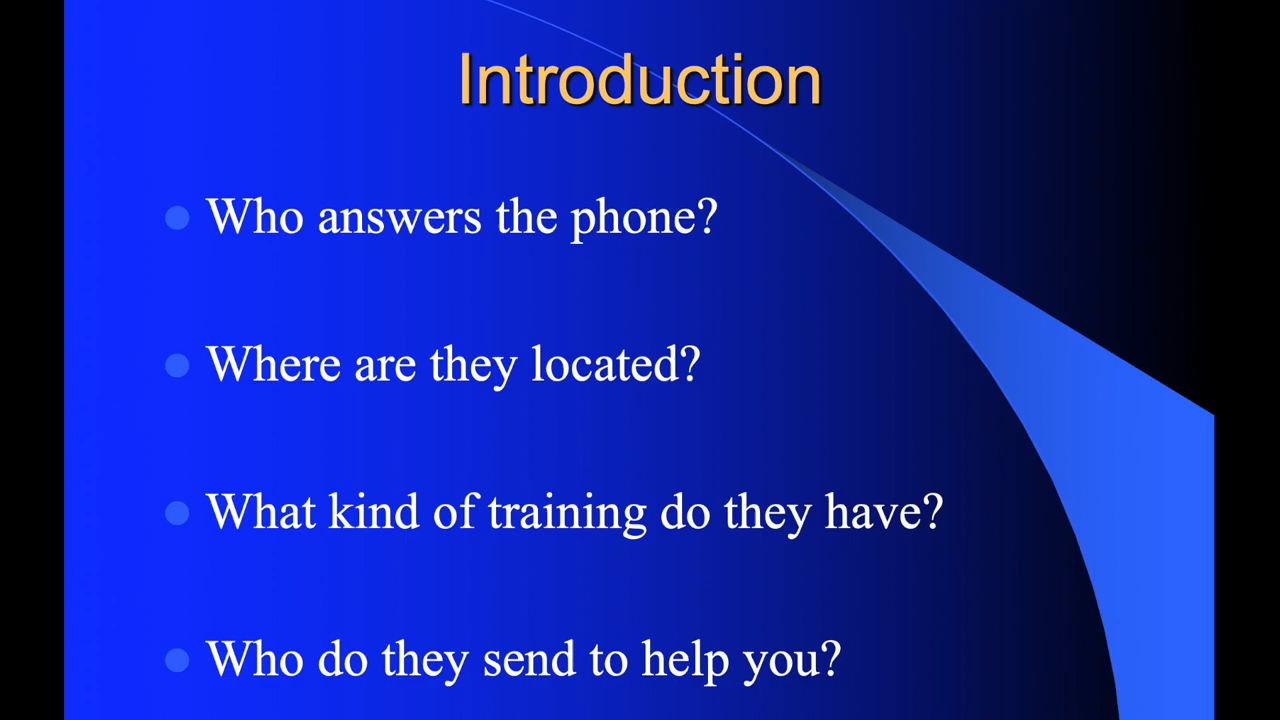 Introduction
Who answers the phone?
Where are they located?
What kind of training do they have?
Who do they send to help you?